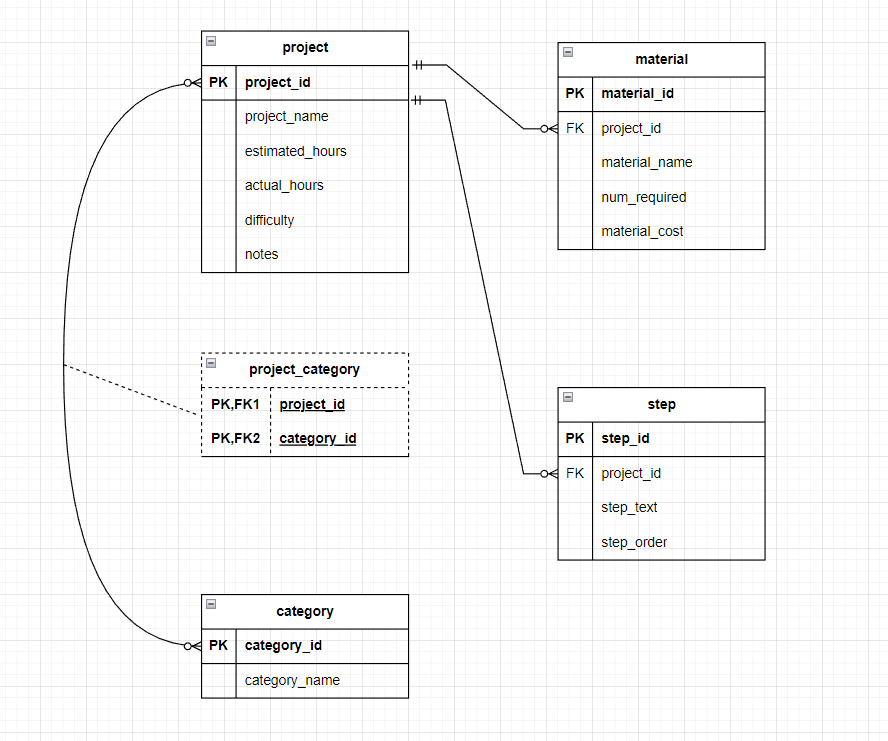 project
PK project_id
project_name
estimated_hours
actual_hours
difficulty
notes
material
PK material_id
FK project_id
material_name
num_required
material_cost
project_category
PK,FK1 project_id
PK,FK2 category_id
step
PK step_id
FK project_id
step_text
step_order
category
PK category_id
category_name